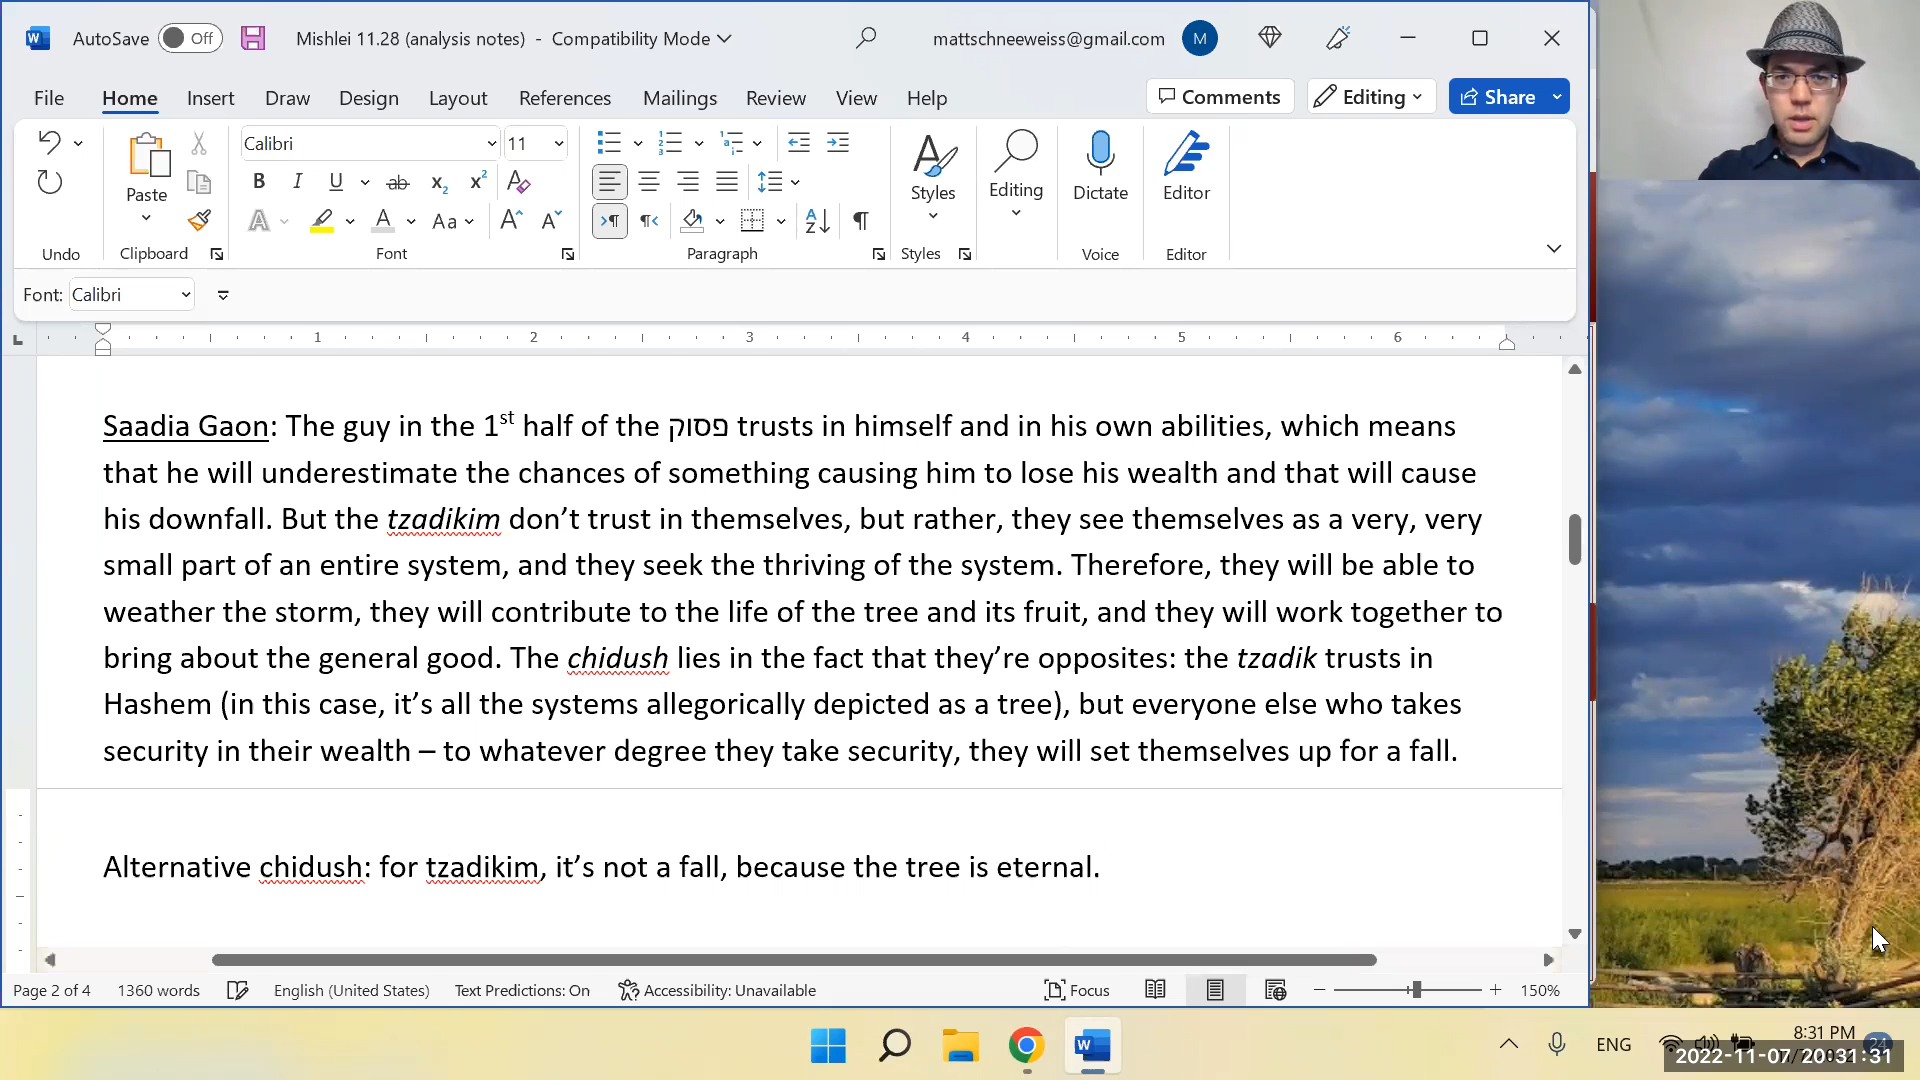 AutoSave Off Mishlei 11.28 (analysis notes) - Compatibility Mode mattschneeweiss@gmail.com M
File Home Insert Draw Design Layout References Mailings Review View Help Comments Editing Share
Calibri 11
Paste Styles Editing Dictate Editor
Undo Clipboard Font Paragraph Styles Voice Editor
Font: Calibri
1 2 3 4 5 6
Saadia Gaon: The guy in the 1st half of the פסוק trusts in himself and in his own abilities, which means
that he will underestimate the chances of something causing him to lose his wealth and that will cause
his downfall. But the tzadikim don’t trust in themselves, but rather, they see themselves as a very, very
small part of an entire system, and they seek the thriving of the system. Therefore, they will be able to
weather the storm, they will contribute to the life of the tree and its fruit, and they will work together to
bring about the general good. The chidush lies in the fact that they’re opposites: the tzadik trusts in
Hashem (in this case, it’s all the systems allegorically depicted as a tree), but everyone else who takes
security in their wealth – to whatever degree they take security, they will set themselves up for a fall.
Alternative chidush: for tzadikim, it’s not a fall, because the tree is eternal.
Page 2 of 4 1360 words English (United States) Text Predictions: On Accessibility: Unavailable Focus 150%
ENG 8:31 PM
2022-11-07 20:31:31